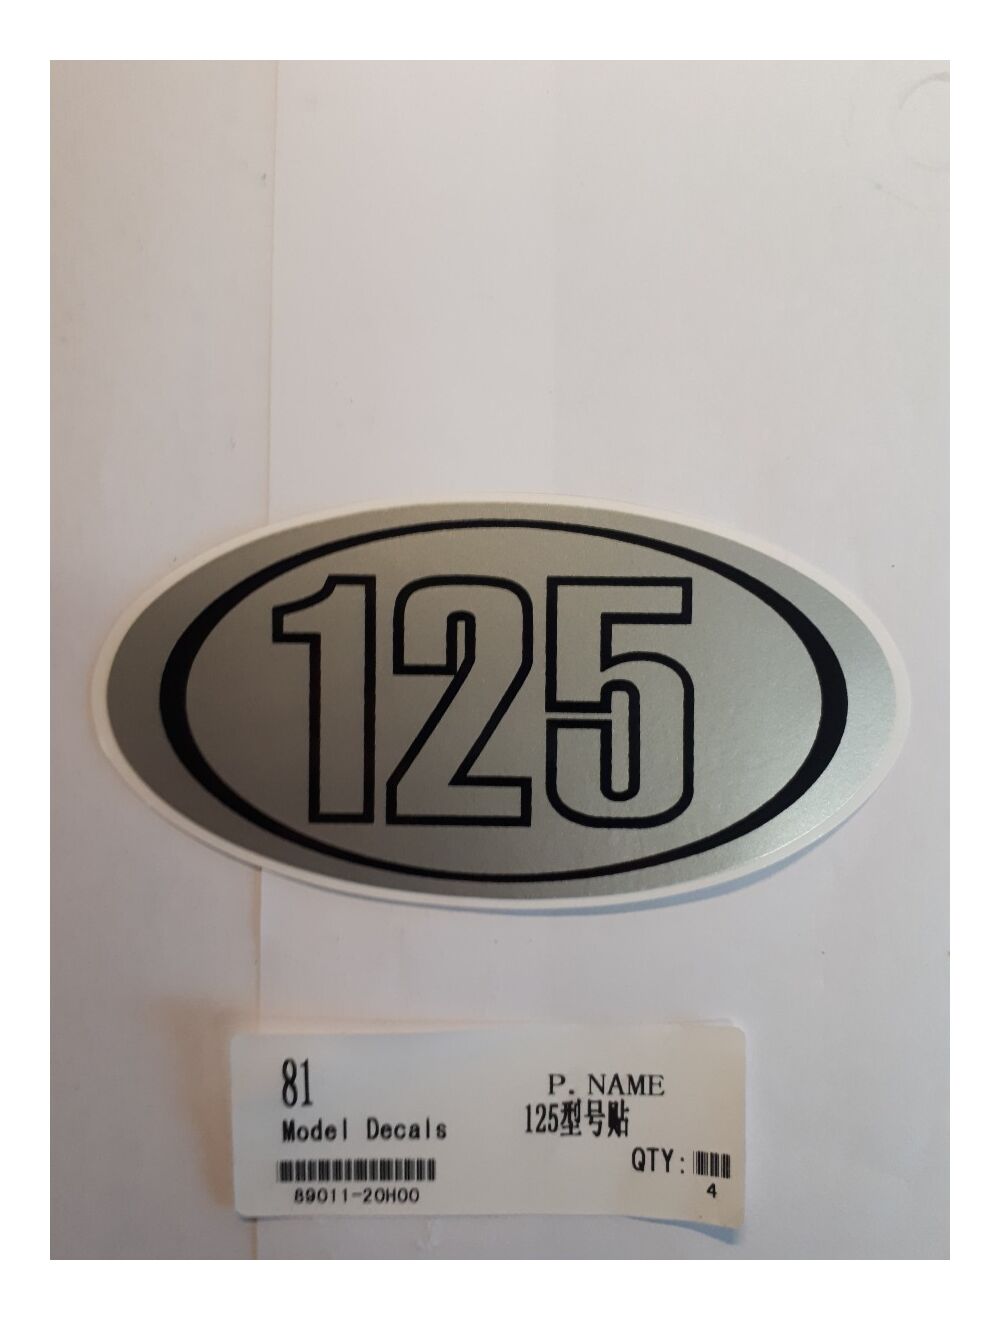 125
81
P. NAME
Model Decals
125型号贴
QTY:
89011-20H00
4